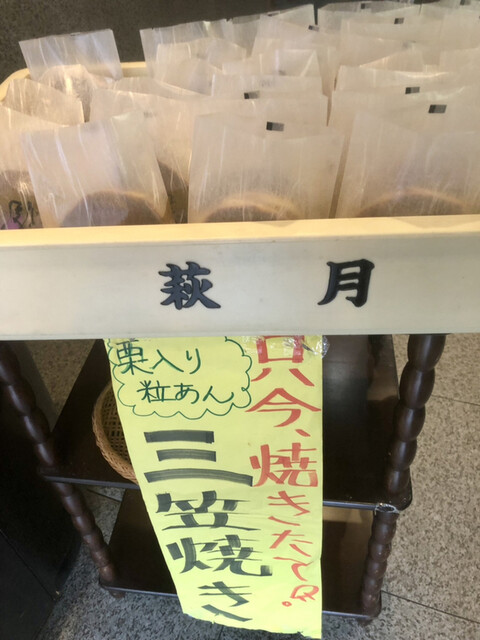 萩月
只今、焼きたて
栗入り
粒あん
三笠焼き